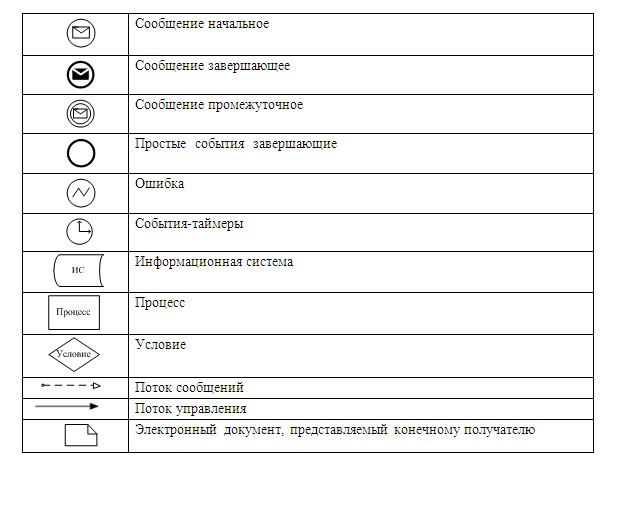 Сообщение начальное
Сообщение завершающее
Сообщение промежуточное
Простые события завершающие
Ошибка
События-таймеры
ИС
Информационная система
Процесс
Процесс
Условие
Условие
Поток сообщений
Поток управления
Электронный документ, представляемый конечному получателю